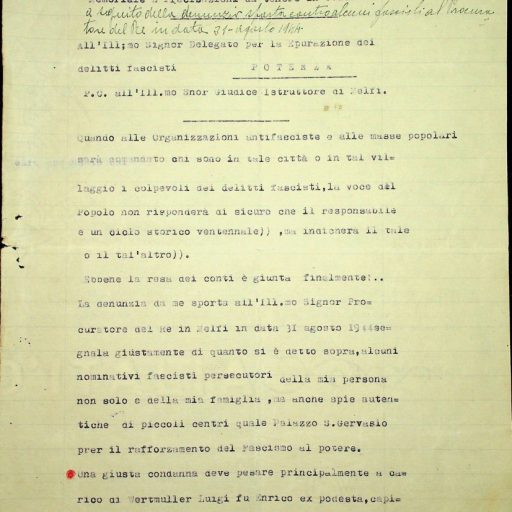 a seguito della denunzia sporta contro alcuni fascisti al Procura
tore del Re in data 31-agosto 1944
All'Ill;mo Signor Delegato per la Epurazione dei
delitti fascisti P O T E N Z A
P.C. all'Ill.mo Snor Giudice Istruttore di Melfi.
Quando alle Organizzazioni antifasciste e alle masse popolari
sarà comandato chi sono in tale città o in tal vil=
laggio i colpevoli dei delitti fascisti,la voce del
Popolo non risponderà di sicuro che il responsabile
e un ciclo storico ventennale)) ,ma indicherà il tale
o il tal'altro)).
Ebbene la resa dei conti è giunta finalmente!..
La denunzia da me sporta all'Ill.mo Signor Pro=
curatore del Re in Melfi in data 31 agosto 1944se=
gnala giustamente di quanto si è detto sopra,alcuni
nominativi fascisti persecutori della mia persona
non solo e della mia famiglia ,ma anche spie auten=
tiche di piccoli centri quale Palazzo S.Gervasio
prer il rafforzamento del Fascismo al potere.
Una giusta condanna deve pesare principalmente a ca=
rico di Wertmuller Luigi fu Enrico ex podestà,capi=